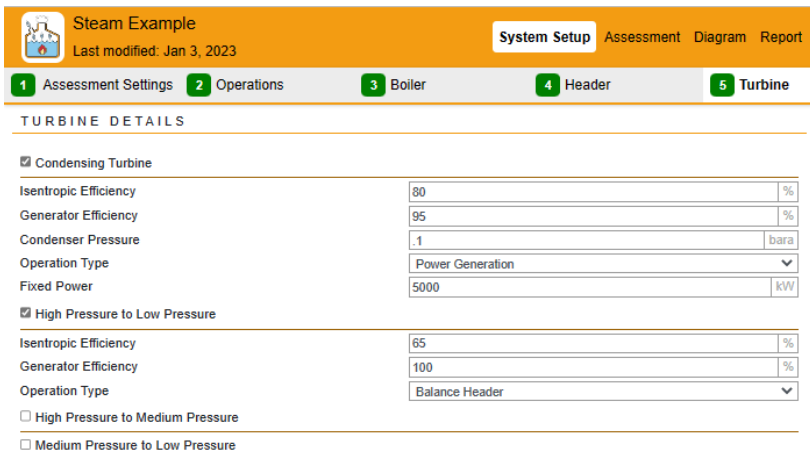 Steam Example
Last modified: Jan 3, 2023
System Setup Assessment Diagram Report
1 Assessment Settings 2 Operations 3 Boiler 4 Header 5 Turbine
TURBINE DETAILS
Condensing Turbine
Isentropic Efficiency 80 %
Generator Efficiency 95 %
Condenser Pressure .1 bara
Operation Type Power Generation
Fixed Power 5000 kW
High Pressure to Low Pressure
Isentropic Efficiency 65 %
Generator Efficiency 100 %
Operation Type Balance Header
High Pressure to Medium Pressure
Medium Pressure to Low Pressure